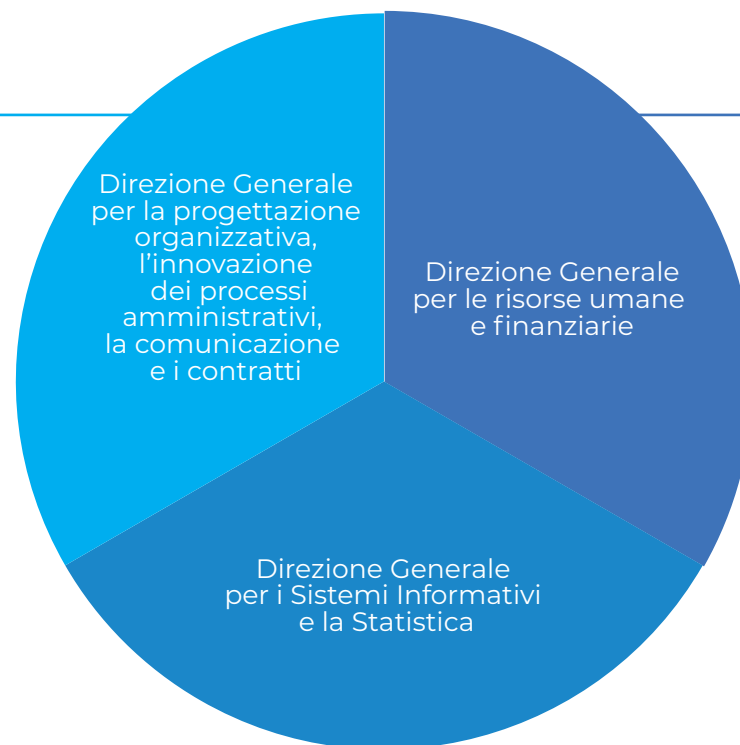 Direzione Generale
per la progettazione
organizzativa,
l’innovazione
dei processi
amministrativi,
la comunicazione
e i contratti
Direzione Generale
per le risorse umane
e finanziarie
Direzione Generale
per i Sistemi Informativi
e la Statistica